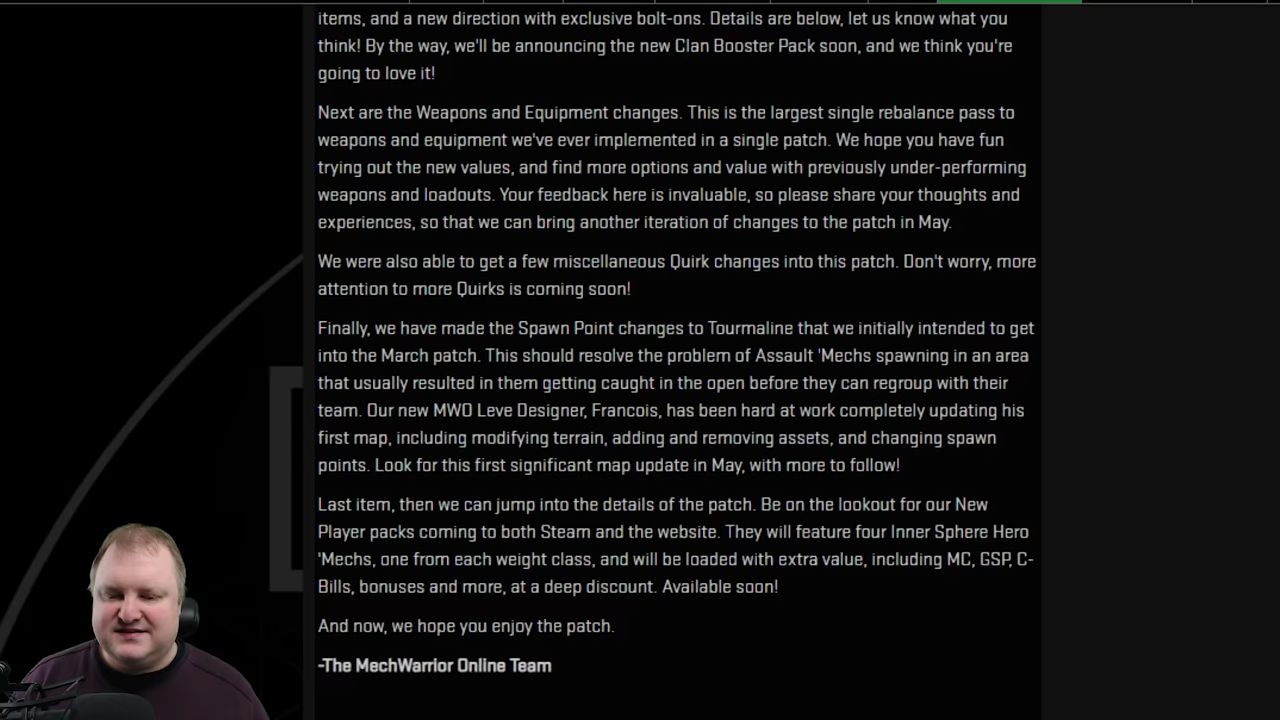 items, and a new direction with exclusive bolt-ons. Details are below, let us know what you
think! By the way, we'll be announcing the new Clan Booster Pack soon, and we think you're
going to love it!
Next are the Weapons and Equipment changes. This is the largest single rebalance pass to
weapons and equipment we've ever implemented in a single patch. We hope you have fun
trying out the new values, and find more options and value with previously under-performing
weapons and loadouts. Your feedback here is invaluable, so please share your thoughts and
experiences, so that we can bring another iteration of changes to the patch in May.
We were also able to get a few miscellaneous Quirk changes into this patch. Don't worry, more
attention to more Quirks is coming soon!
Finally, we have made the Spawn Point changes to Tourmaline that we initially intended to get
into the March patch. This should resolve the problem of Assault 'Mechs spawning in an area
that usually resulted in them getting caught in the open before they can regroup with their
team. Our new MWO Leve Designer, Francois, has been hard at work completely updating his
first map, including modifying terrain, adding and removing assets, and changing spawn
points. Look for this first significant map update in May, with more to follow!
Last item, then we can jump into the details of the patch. Be on the lookout for our New
Player packs coming to both Steam and the website. They will feature four Inner Sphere Hero
'Mechs, one from each weight class, and will be loaded with extra value, including MC, GSP, C-
Bills, bonuses and more, at a deep discount. Available soon!
And now, we hope you enjoy the patch.
-The MechWarrior Online Team